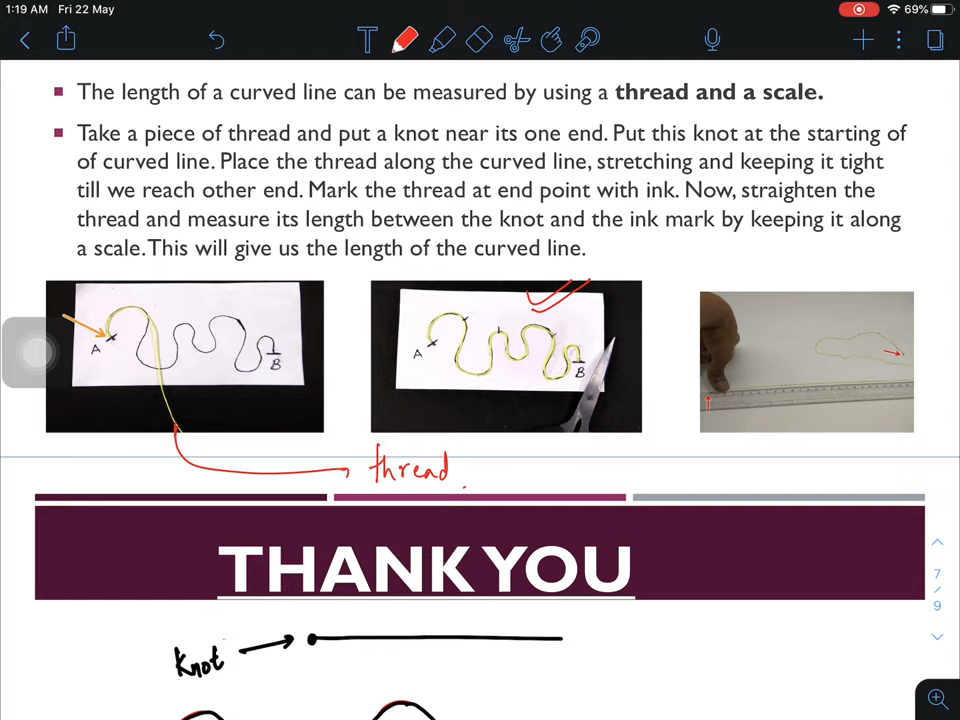 1:19 AM Fri 22 May
69%
The length of a curved line can be measured by using a thread and a scale.
Take a piece of thread and put a knot near its one end. Put this knot at the starting of
of curved line. Place the thread along the curved line, stretching and keeping it tight
till we reach other end. Mark the thread at end point with ink. Now, straighten the
thread and measure its length between the knot and the ink mark by keeping it along
a scale. This will give us the length of the curved line.
A B
A B
thread
THANK YOU
7
/
9
Knot